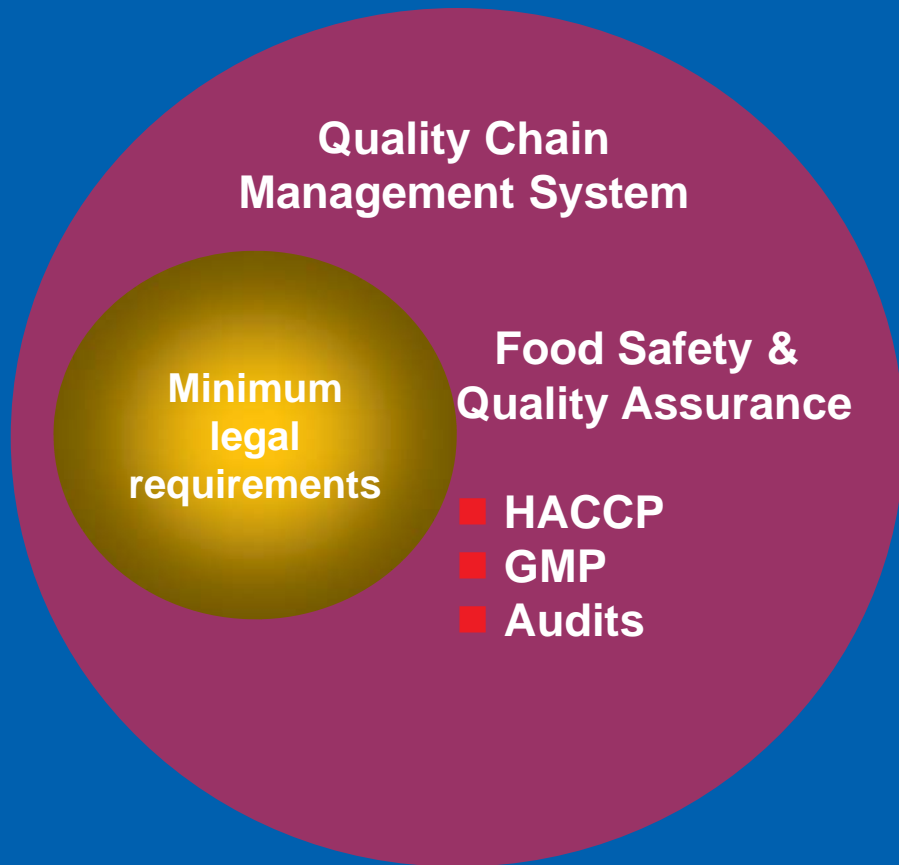 Quality Chain
Management System
Food Safety &
Quality Assurance
Minimum
legal
requirements
HACCP
GMP
Audits